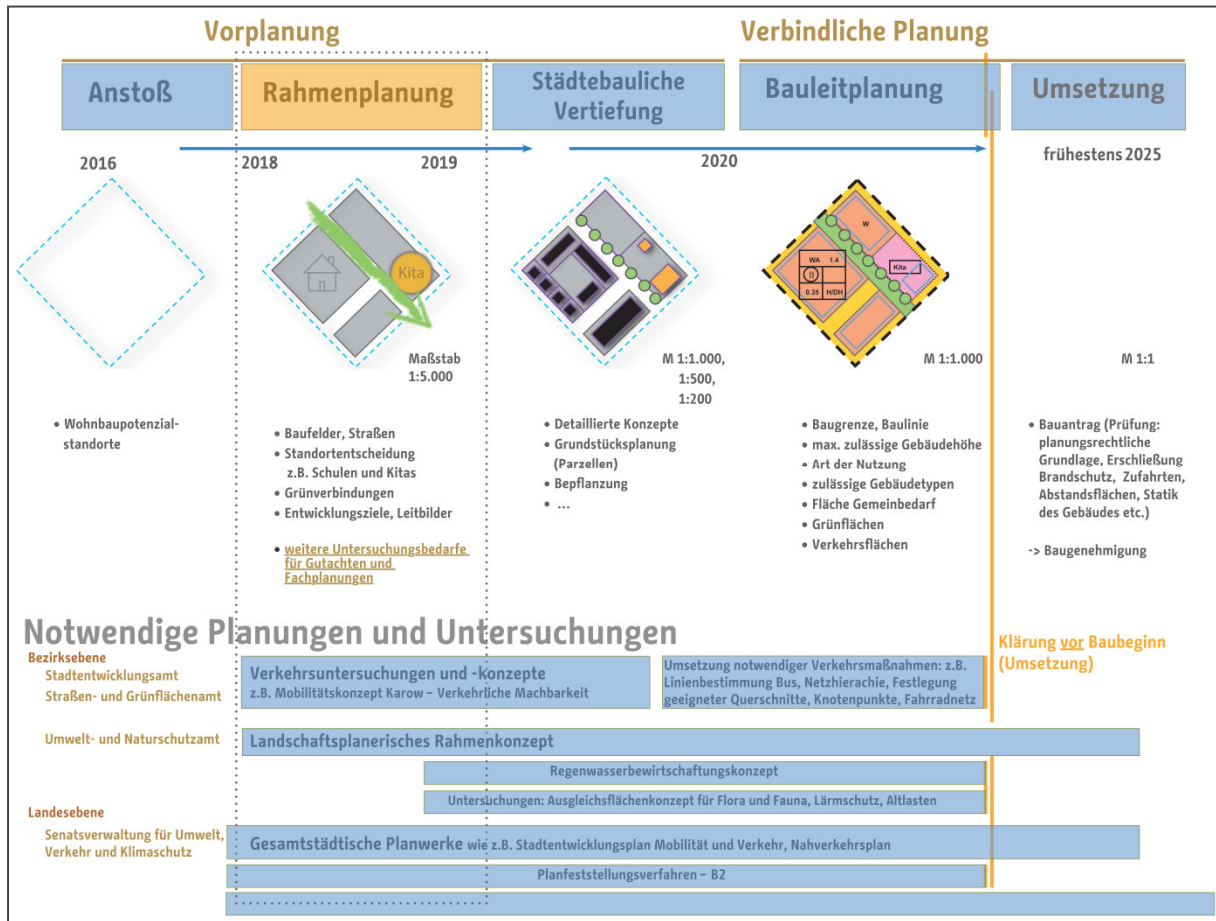 Vorplanung
Verbindliche Planung
Anstoß
Rahmenplanung
Städtebauliche
Vertiefung
Bauleitplanung
Umsetzung
2016
2018
2019
2020
frühestens 2025
Kita
W
WA 1.4
II
0.35 H/DH
Kita
Maßstab
1:5.000
M 1:1.000,
1:500,
1:200
M 1:1.000
M 1:1
• Wohnbaupotenzial-
standorte
• Baufelder, Straßen
• Standortentscheidung
z.B. Schulen und Kitas
• Grünverbindungen
• Entwicklungsziele, Leitbilder
• weitere Untersuchungsbedarfe
für Gutachten und
Fachplanungen
• Detaillierte Konzepte
• Grundstücksplanung
(Parzellen)
• Bepflanzung
• ...
• Baugrenze, Baulinie
• max. zulässige Gebäudehöhe
• Art der Nutzung
• zulässige Gebäudetypen
• Fläche Gemeinbedarf
• Grünflächen
• Verkehrsflächen
• Bauantrag (Prüfung:
planungsrechtliche
Grundlage, Erschließung
Brandschutz, Zufahrten,
Abstandsflächen, Statik
des Gebäudes etc.)
-> Baugenehmigung
Notwendige Planungen und Untersuchungen
Klärung vor Baubeginn
(Umsetzung)
Bezirksebene
Stadtentwicklungsamt
Straßen- und Grünflächenamt
Verkehrsuntersuchungen und -konzepte
z.B. Mobilitätskonzept Karow – Verkehrliche Machbarkeit
Umsetzung notwendiger Verkehrsmaßnahmen: z.B.
Linienbestimmung Bus, Netzhierachie, Festlegung
geeigneter Querschnitte, Knotenpunkte, Fahrradnetz
Umwelt- und Naturschutzamt
Landschaftsplanerisches Rahmenkonzept
Regenwasserbewirtschaftungskonzept
Untersuchungen: Ausgleichsflächenkonzept für Flora und Fauna, Lärmschutz, Altlasten
Landesebene
Senatsverwaltung für Umwelt,
Verkehr und Klimaschutz
Gesamtstädtische Planwerke wie z.B. Stadtentwicklungsplan Mobilität und Verkehr, Nahverkehrsplan
Planfeststellungsverfahren – B2